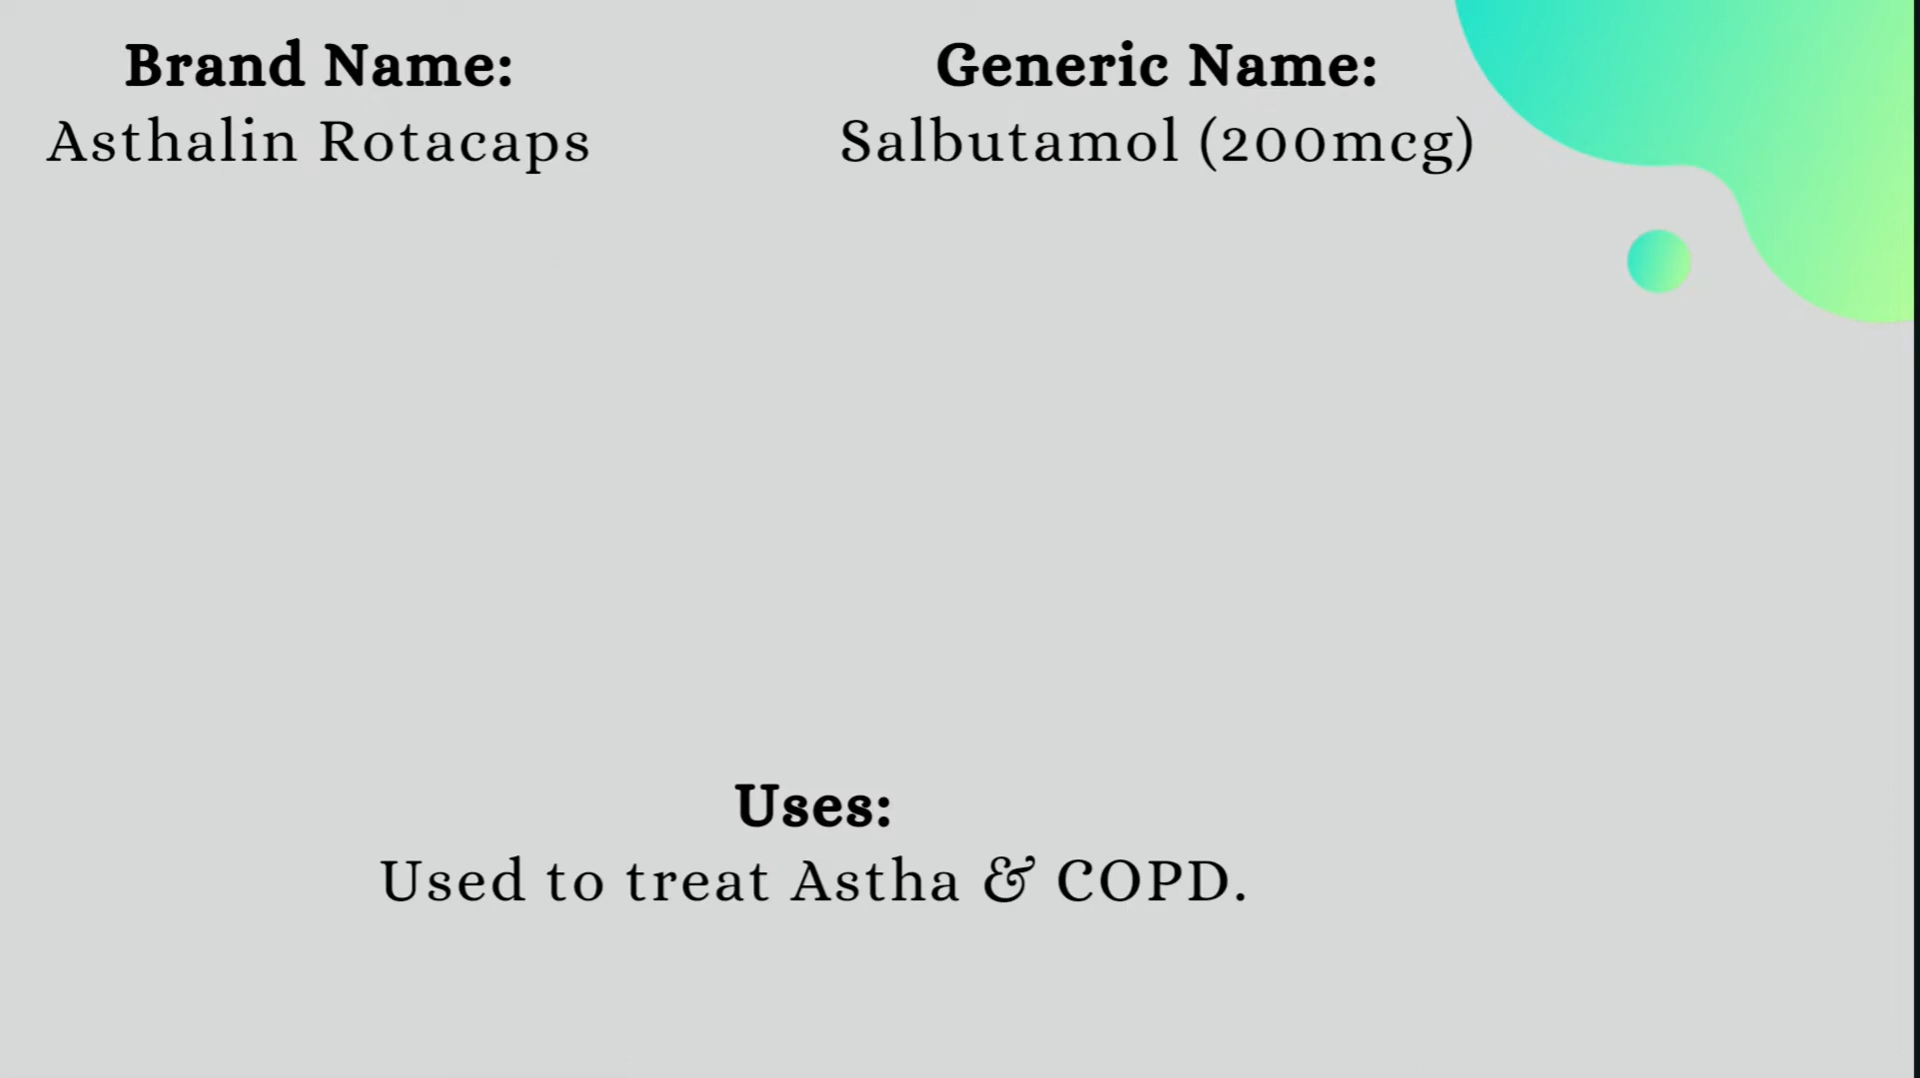 Brand Name:
Asthalin Rotacaps
Generic Name:
Salbutamol (200mcg)
Uses:
Used to treat Astha & COPD.